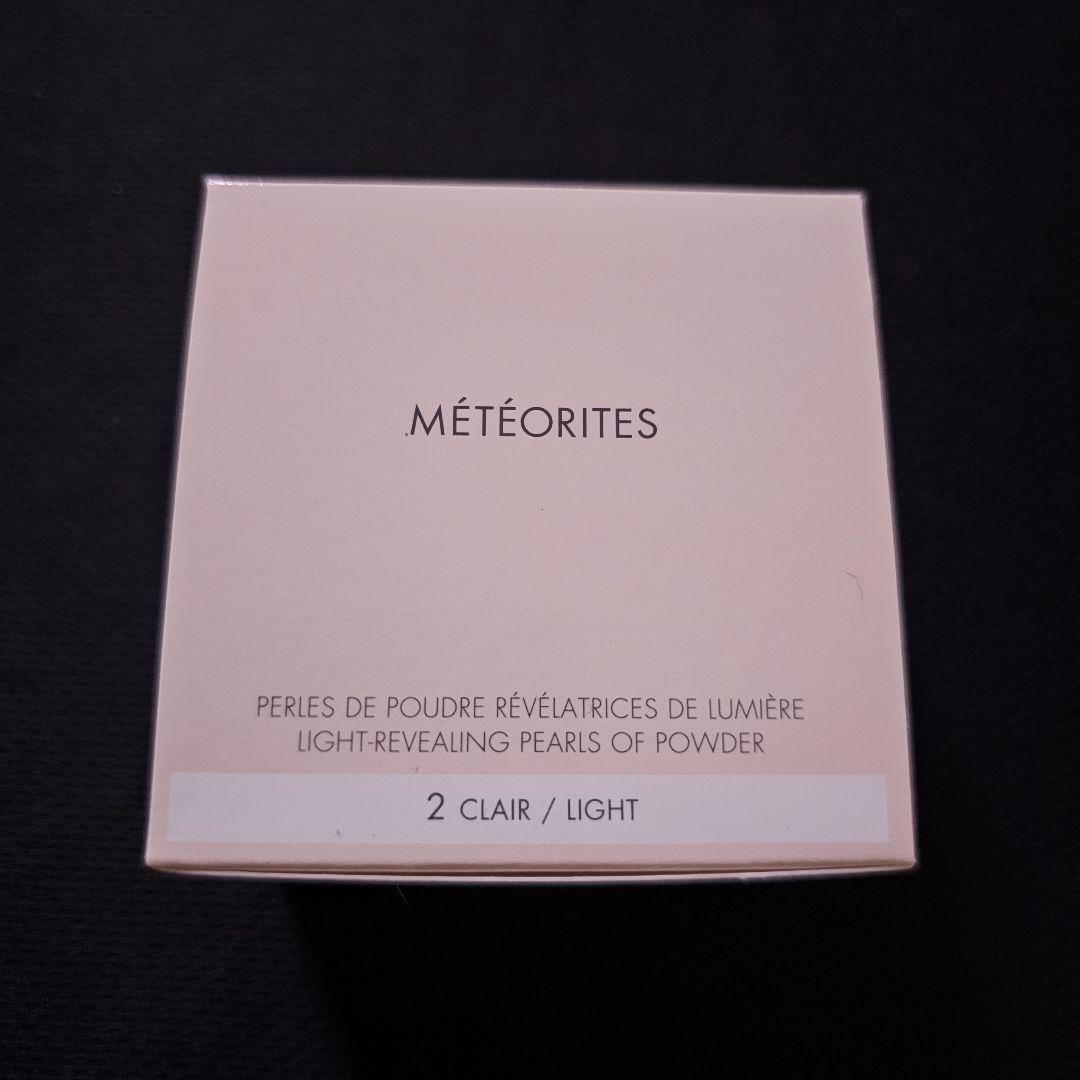 MÉTÉORITES
PERLES DE POUDRE RÉVÉLATRICES DE LUMIÈRE
LIGHT-REVEALING PEARLS OF POWDER
2 CLAIR / LIGHT